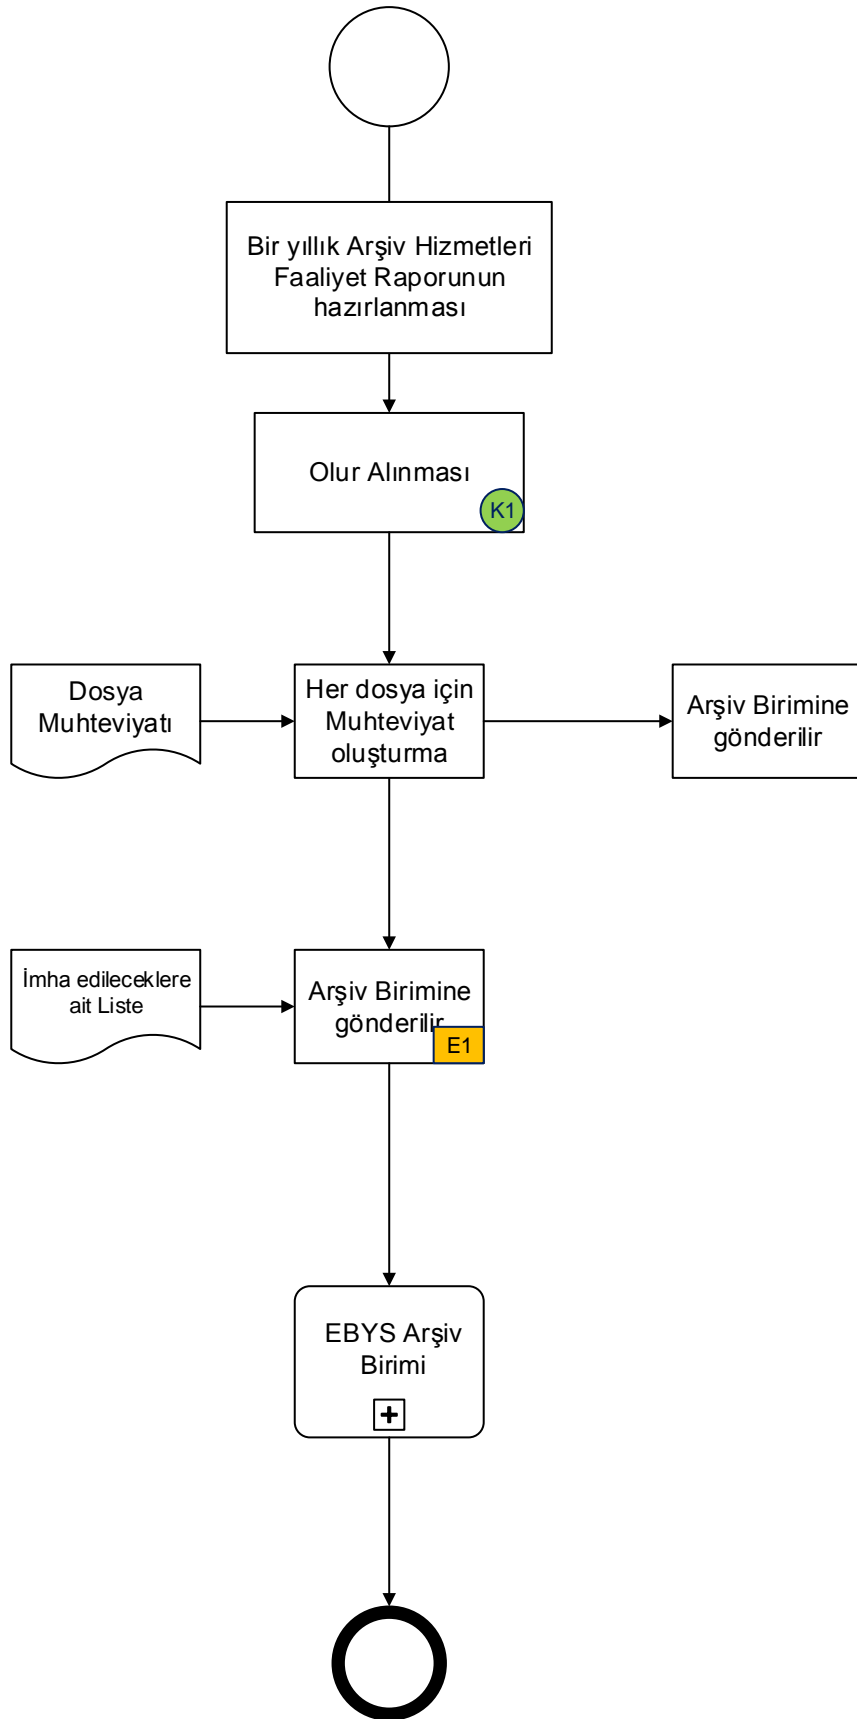 Bir yıllık Arşiv Hizmetleri
Faaliyet Raporunun
hazırlanması
Olur Alınması
K1
Dosya
Muhteviyatı
Her dosya için
Muhteviyat
oluşturma
Arşiv Birimine
gönderilir
İmha edileceklere
ait Liste
Arşiv Birimine
gönderilir
E1
EBYS Arşiv
Birimi